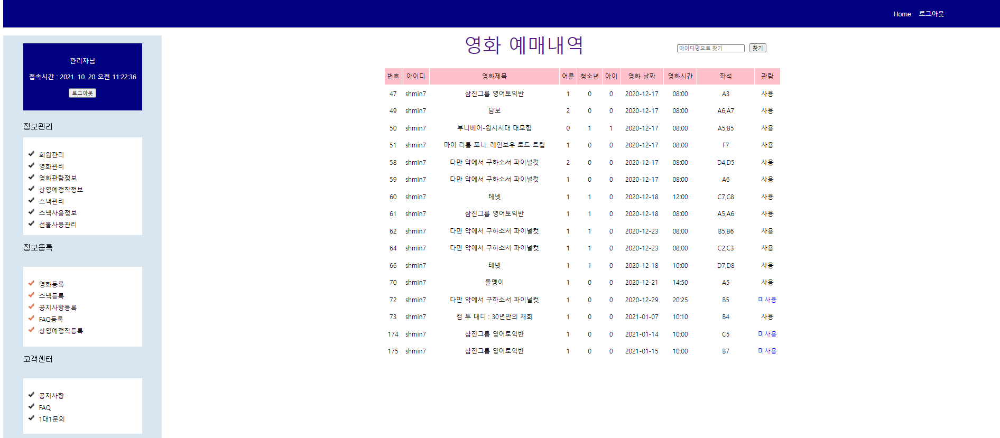 Home 로그아웃
관리자님
접속시간 : 2021. 10. 20 오전 11:22:36
로그아웃
정보관리
회원관리
영화관리
영화관람정보
상영예정작정보
스낵관리
스낵사용정보
선물사용관리
정보등록
영화등록
스낵등록
공지사항등록
FAQ등록
상영예정작등록
고객센터
공지사항
FAQ
1대1문의
영화 예매내역
아이디명으로 찾기 찾기
번호 아이디 영화제목 어른 청소년 아이 영화 날짜 영화시간 좌석 관람
47 shmin7 삼진그룹 영어토익반 1 0 0 2020-12-17 08:00 A3 사용
49 shmin7 담보 2 0 0 2020-12-17 08:00 A6,A7 사용
50 shmin7 부니베어-원시시대 대모험 0 1 1 2020-12-17 08:00 A5,B5 사용
51 shmin7 마이 리틀 포니: 레인보우 로드 트립 1 0 0 2020-12-17 08:00 F7 사용
58 shmin7 다만 악에서 구하소서 파이널컷 2 0 0 2020-12-17 08:00 D4,D5 사용
59 shmin7 다만 악에서 구하소서 파이널컷 1 0 0 2020-12-17 08:00 A6 사용
60 shmin7 테넷 1 1 0 2020-12-18 12:00 C7,C8 사용
61 shmin7 삼진그룹 영어토익반 1 1 0 2020-12-18 08:00 A5,A6 사용
62 shmin7 다만 악에서 구하소서 파이널컷 1 1 0 2020-12-23 08:00 B5,B6 사용
64 shmin7 다만 악에서 구하소서 파이널컷 1 1 0 2020-12-23 08:00 C2,C3 사용
66 shmin7 테넷 1 1 0 2020-12-18 10:00 D7,D8 사용
70 shmin7 돌멩이 1 0 0 2020-12-21 14:50 A5 사용
72 shmin7 다만 악에서 구하소서 파이널컷 1 0 0 2020-12-29 20:25 B5 미사용
73 shmin7 컴 투 대디 : 30년만의 재회 1 0 0 2021-01-07 10:10 B4 사용
174 shmin7 삼진그룹 영어토익반 1 0 0 2021-01-14 10:00 C5 미사용
175 shmin7 삼진그룹 영어토익반 1 0 0 2021-01-15 10:00 B7 미사용